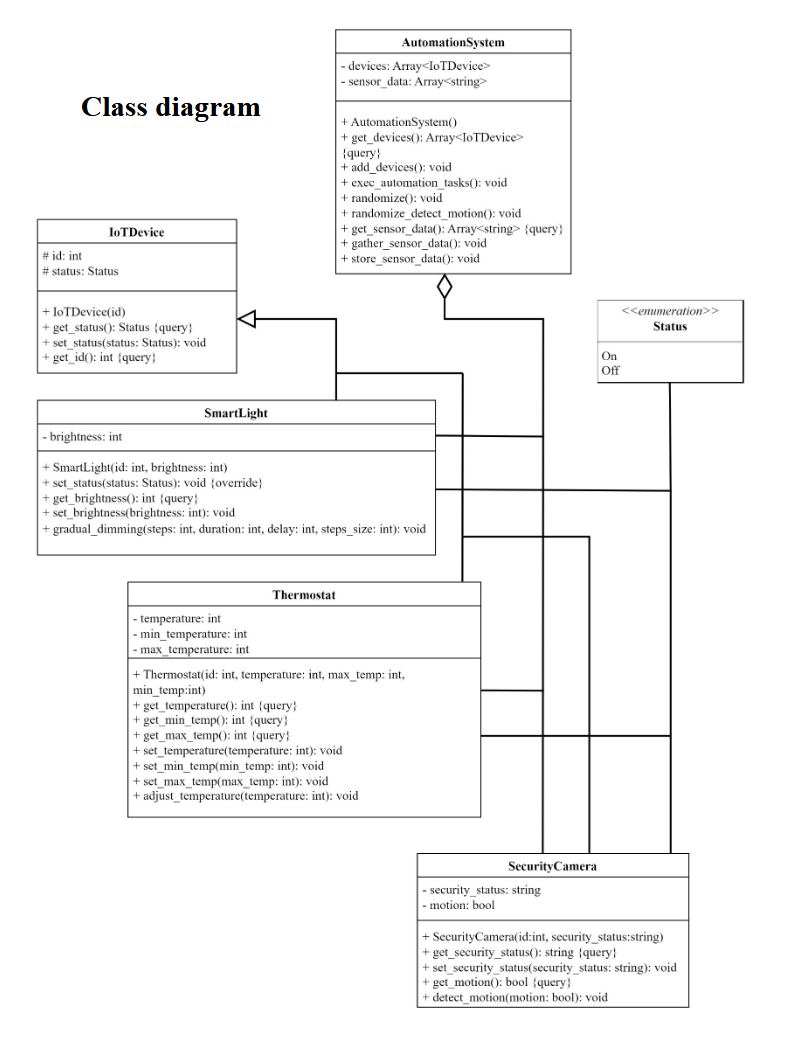 AutomationSystem
- devices: Array<IoTDevice>
- sensor_data: Array<string>
+ AutomationSystem()
+ get_devices(): Array<IoTDevice>
{query}
+ add_devices(): void
+ exec_automation_tasks(): void
+ randomize(): void
+ randomize_detect_motion(): void
+ get_sensor_data(): Array<string> {query}
+ gather_sensor_data(): void
+ store_sensor_data(): void
Class diagram
IoTDevice
# id: int
# status: Status
+ IoTDevice(id)
+ get_status(): Status {query}
+ set_status(status: Status): void
+ get_id(): int {query}
<<enumeration>>
Status
On
Off
SmartLight
- brightness: int
+ SmartLight(id: int, brightness: int)
+ set_status(status: Status): void {override}
+ get_brightness(): int {query}
+ set_brightness(brightness: int): void
+ gradual_dimming(steps: int, duration: int, delay: int, steps_size: int): void
Thermostat
- temperature: int
- min_temperature: int
- max_temperature: int
+ Thermostat(id: int, temperature: int, max_temp: int,
min_temp:int)
+ get_temperature(): int {query}
+ get_min_temp(): int {query}
+ get_max_temp(): int {query}
+ set_temperature(temperature: int): void
+ set_min_temp(min_temp: int): void
+ set_max_temp(max_temp: int): void
+ adjust_temperature(temperature: int): void
SecurityCamera
- security_status: string
- motion: bool
+ SecurityCamera(id:int, security_status:string)
+ get_security_status(): string {query}
+ set_security_status(security_status: string): void
+ get_motion(): bool {query}
+ detect_motion(motion: bool): void